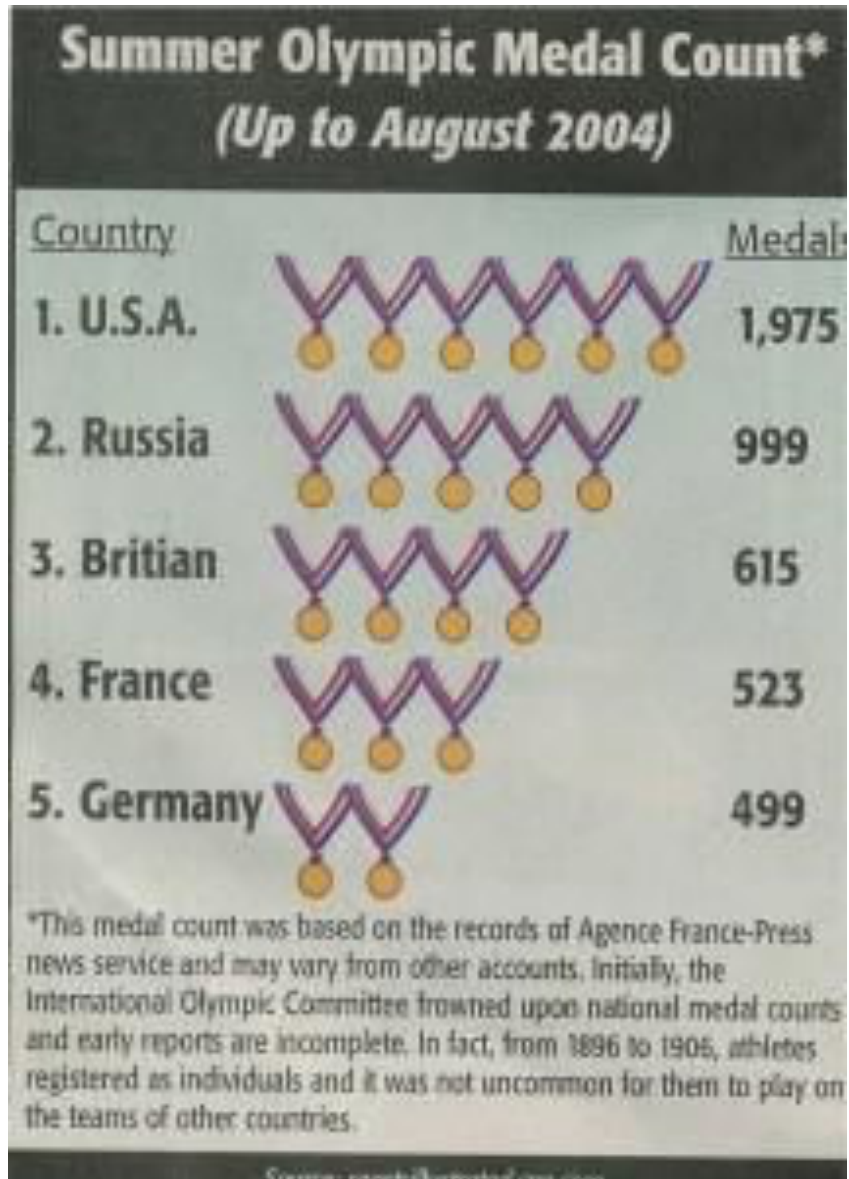 Summer Olympic Medal Count*
(Up to August 2004)
Country Medals
1. U.S.A. 1,975
2. Russia 999
3. Britian 615
4. France 523
5. Germany 499
*This medal count was based on the records of Agence France-Press
news service and may vary from other accounts. Initially, the
International Olympic Committee frowned upon national medal counts
and early reports are incomplete. In fact, from 1896 to 1906, athletes
registered as individuals and it was not uncommon for them to play on
the teams of other countries.